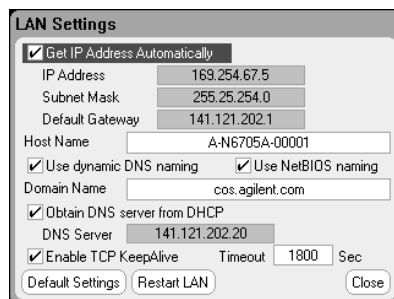 LAN Settings
Get IP Address Automatically
IP Address 169.254.67.5
Subnet Mask 255.25.254.0
Default Gateway 141.121.202.1
Host Name A-N6705A-00001
Use dynamic DNS naming Use NetBIOS naming
Domain Name cos.agilent.com
Obtain DNS server from DHCP
DNS Server 141.121.202.20
Enable TCP KeepAlive Timeout 1800 Sec
Default Settings Restart LAN Close